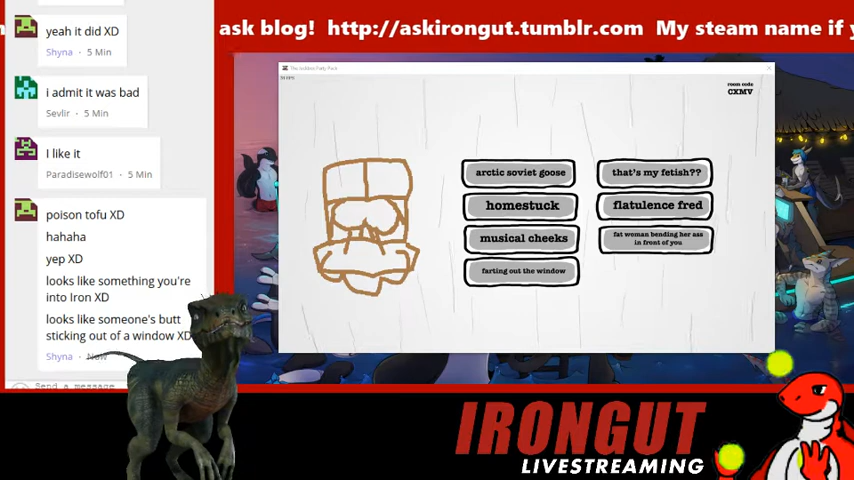 ask blog! http://askirongut.tumblr.com My steam name if
yeah it did XD
Shyna · 5 Min
i admit it was bad
Sevlir · 5 Min
I like it
Paradisewolf01 · 5 Min
poison tofu XD
hahaha
yep XD
looks like something you're
into Iron XD
looks like someone's butt
sticking out of a window XD
Shyna · Now
Send a message
room code
CXMV
arctic soviet goose
that's my fetish??
homestuck
flatulence fred
musical cheeks
fat woman bending her ass
in front of you
farting out the window
IRONGUT
LIVESTREAMING